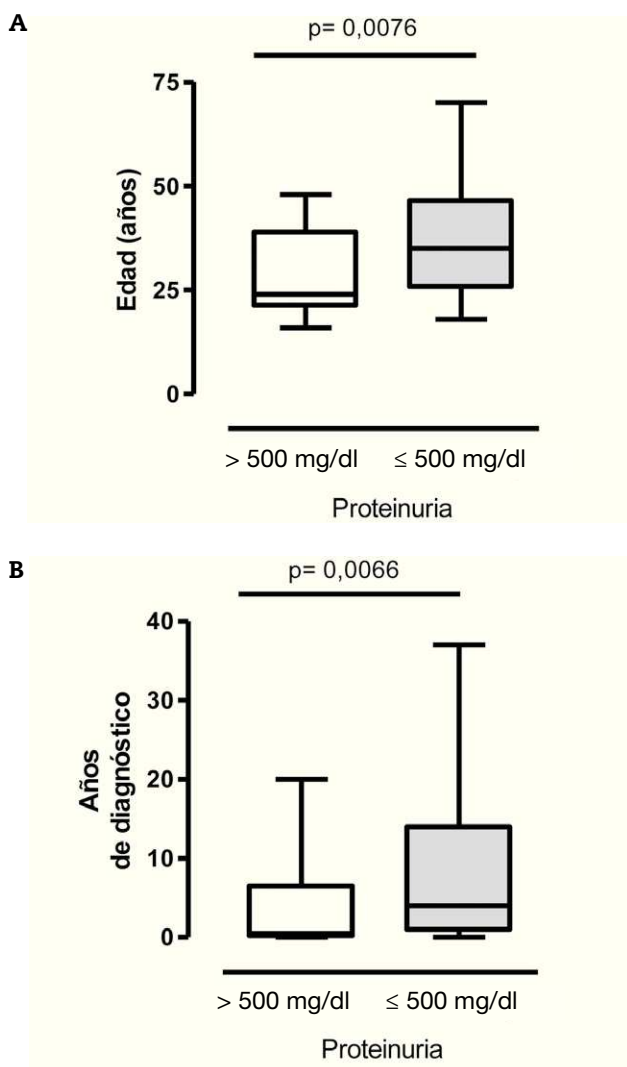 A
p= 0,0076
75
50
25
0
Edad (años)
> 500 mg/dl ≤ 500 mg/dl
Proteinuria
B
p= 0,0066
40
30
20
10
0
Años
de diagnóstico
> 500 mg/dl ≤ 500 mg/dl
Proteinuria